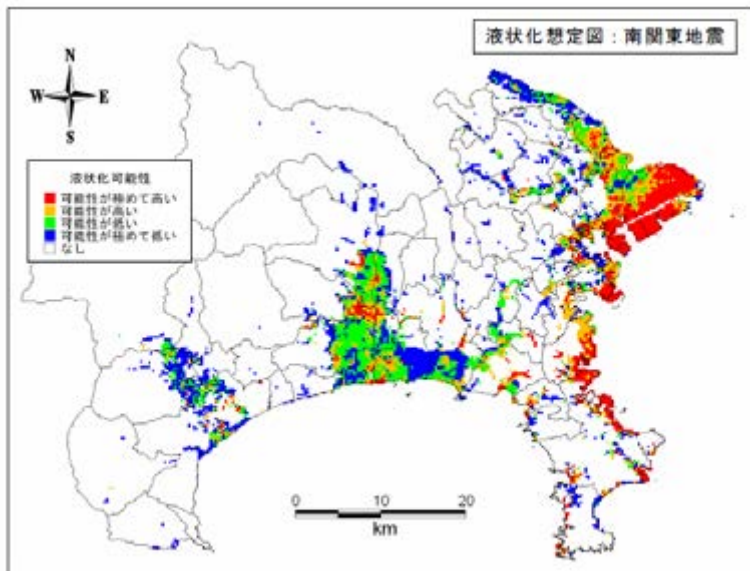 液状化想定図：南関東地震
N
W E
S
液状化可能性
可能性が極めて高い
可能性が高い
可能性が低い
可能性が極めて低い
なし
0 10 20
km